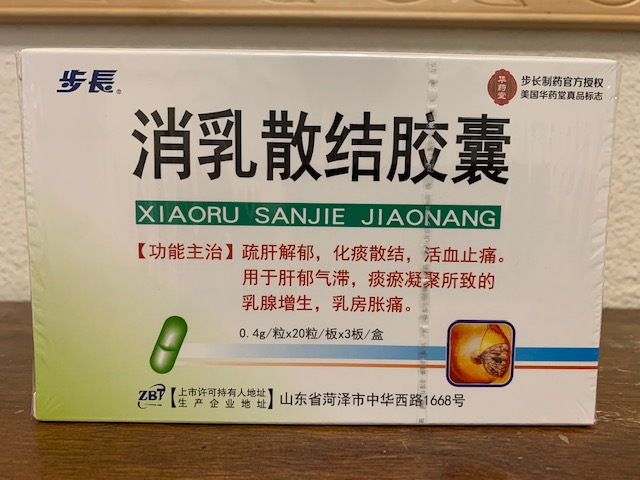 步長®
华药堂
步长制药官方授权
美国华药堂真品标志
消乳散结胶囊
XIAORU SANJIE JIAONANG
【功能主治】疏肝解郁，化痰散结，活血止痛。
用于肝郁气滞，痰瘀凝聚所致的
乳腺增生，乳房胀痛。
0.4g/粒x20粒/板x3板/盒
ZBT
【上市许可持有人地址
生产企业地址】山东省菏泽市中华西路1668号